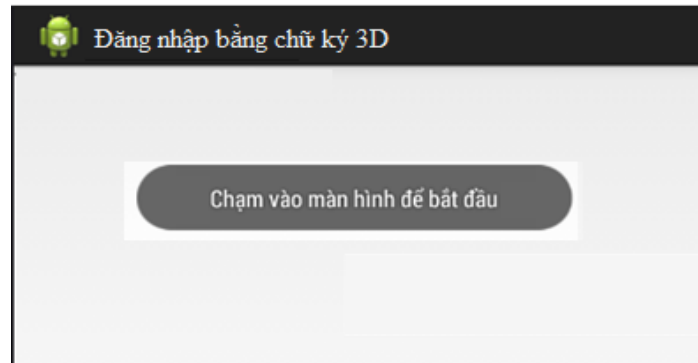 Đăng nhập bằng chữ ký 3D
Chạm vào màn hình để bắt đầu